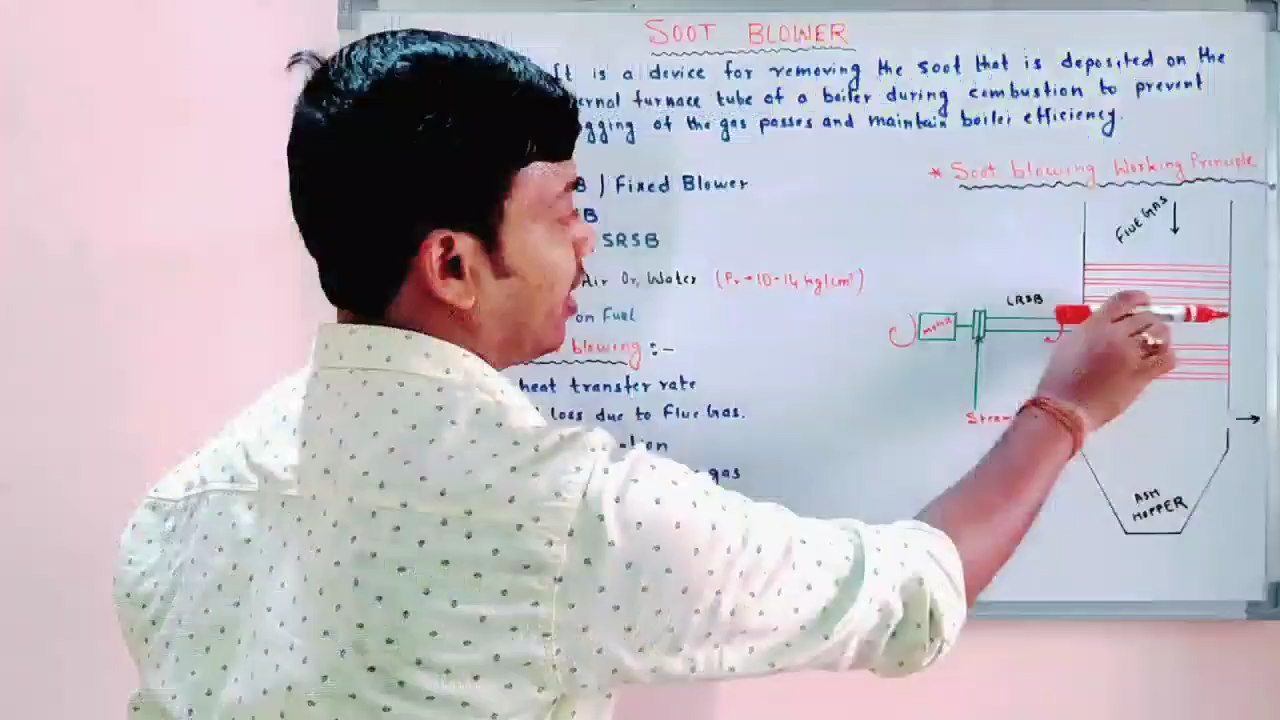 SOOT BLOWER
It is a device for removing the soot that is deposited on the
ernal furnace tube of a boiler during combustion to prevent
gging of the gas passes and maintain boiler efficiency.
* Soot blowing Working Principle
B ) Fixed Blower
B
SRSB
Air Or, Water (Pr → 10-14 kg/cm²)
on Fuel
blowing :-
heat transfer rate
loss due to Flue Gas.
gas
FLUE GAS
LRSB
MOTOR
Steam
ASH
HOPPER